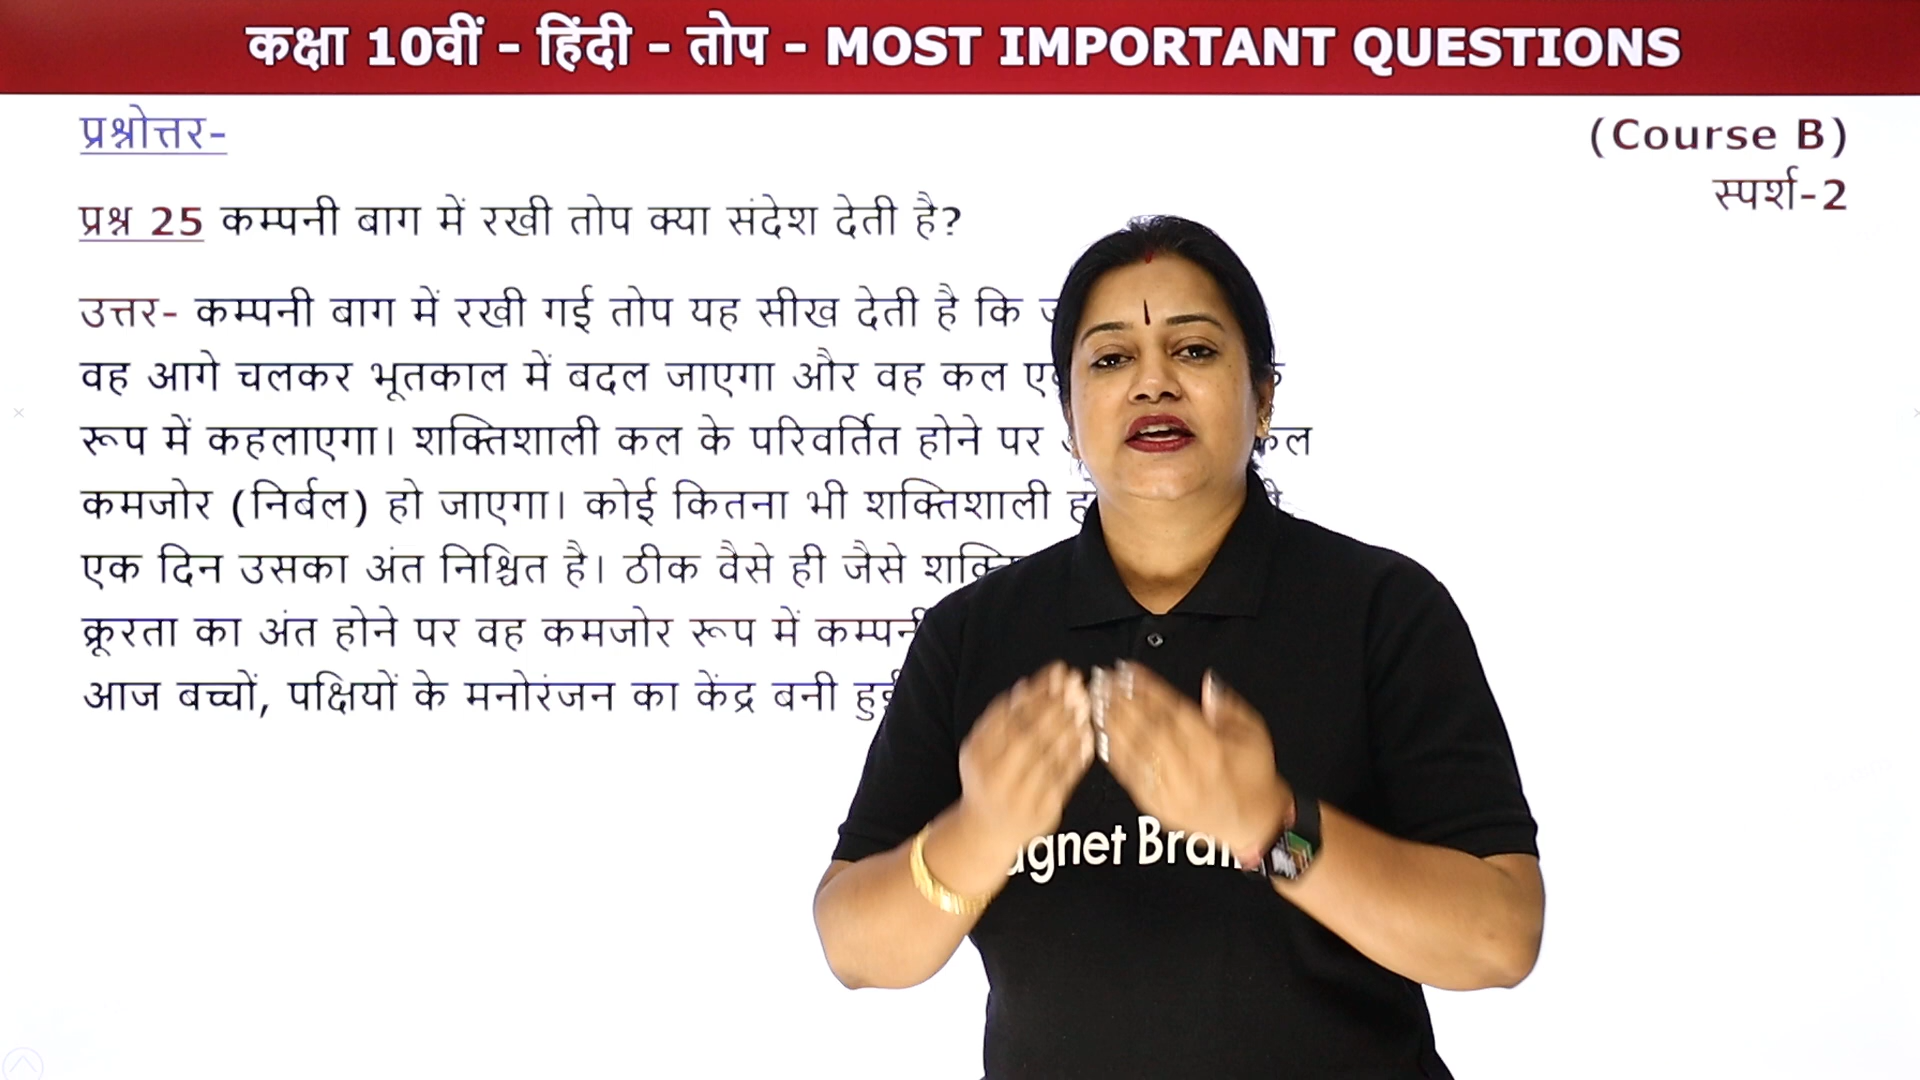 कक्षा 10वीं - हिंदी - तोप - MOST IMPORTANT QUESTIONS
प्रश्नोत्तर-
(Course B)
स्पर्श-2
प्रश्न 25 कम्पनी बाग में रखी तोप क्या संदेश देती है?
उत्तर- कम्पनी बाग में रखी गई तोप यह सीख देती है कि
वह आगे चलकर भूतकाल में बदल जाएगा और वह कल
रूप में कहलाएगा। शक्तिशाली कल के परिवर्तित होने पर
कमजोर (निर्बल) हो जाएगा। कोई कितना भी शक्तिशाली
एक दिन उसका अंत निश्चित है। ठीक वैसे ही जैसे
क्रूरता का अंत होने पर वह कमजोर रूप में
आज बच्चों, पक्षियों के मनोरंजन का केंद्र बनी